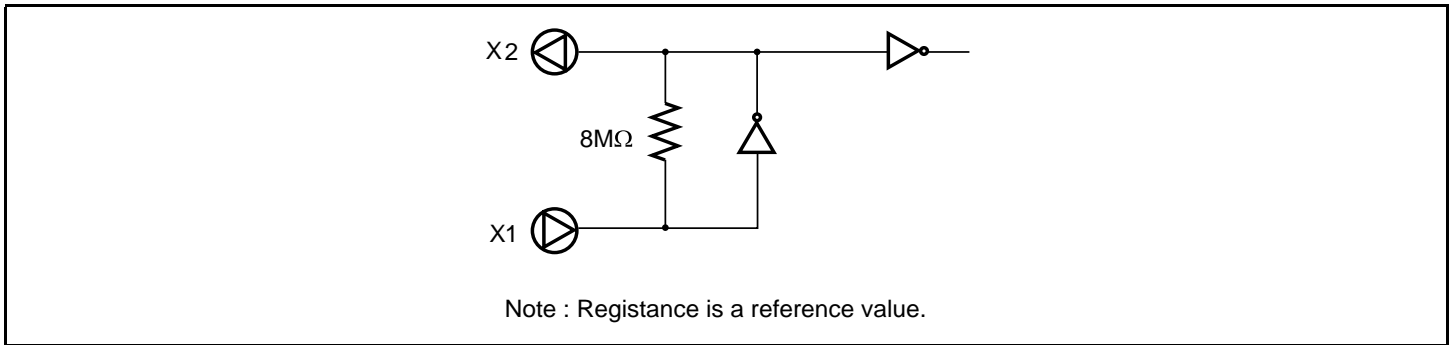 X2
8MΩ
X1
Note : Registance is a reference value.